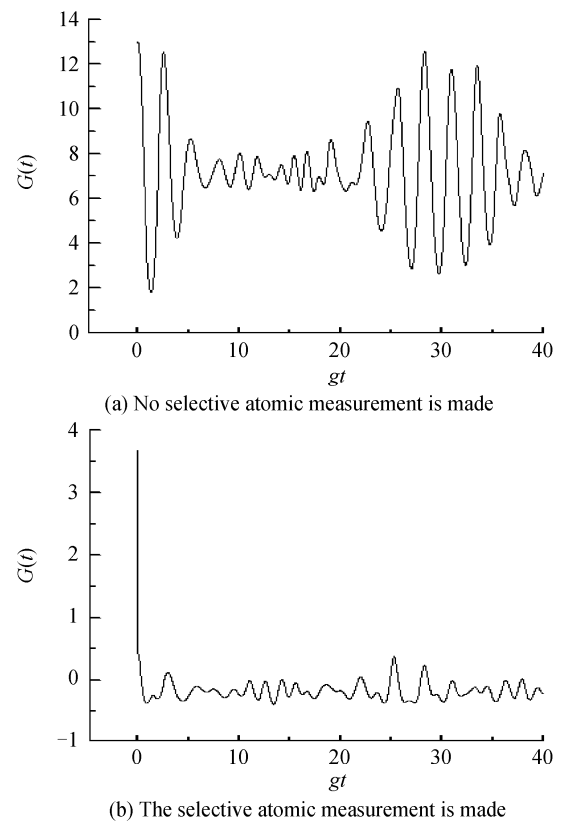 14
12
10
8
6
4
2
0
G(t)
0 10 20 30 40
gt
(a) No selective atomic measurement is made
4
3
2
1
0
−1
G(t)
0 10 20 30 40
gt
(b) The selective atomic measurement is made